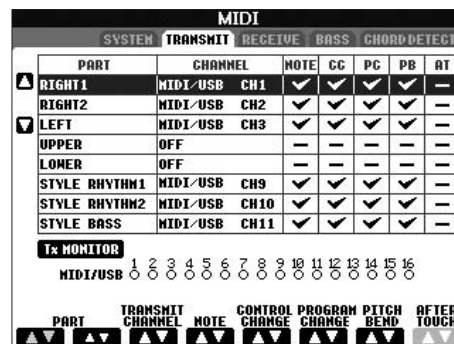 MIDI
SYSTEM TRANSMIT RECEIVE BASS CHORD DETECT
PART CHANNEL NOTE CC PC PB AT
RIGHT1 MIDI/USB CH1
RIGHT2 MIDI/USB CH2
LEFT MIDI/USB CH3
UPPER OFF
LOWER OFF
STYLE RHYTHM1 MIDI/USB CH9
STYLE RHYTHM2 MIDI/USB CH10
STYLE BASS MIDI/USB CH11
Tx MONITOR
1 2 3 4 5 6 7 8 9 10 11 12 13 14 15 16
MIDI/USB
PART TRANSMIT CHANNEL NOTE CONTROL CHANGE PROGRAM CHANGE PITCH BEND AFTER TOUCH